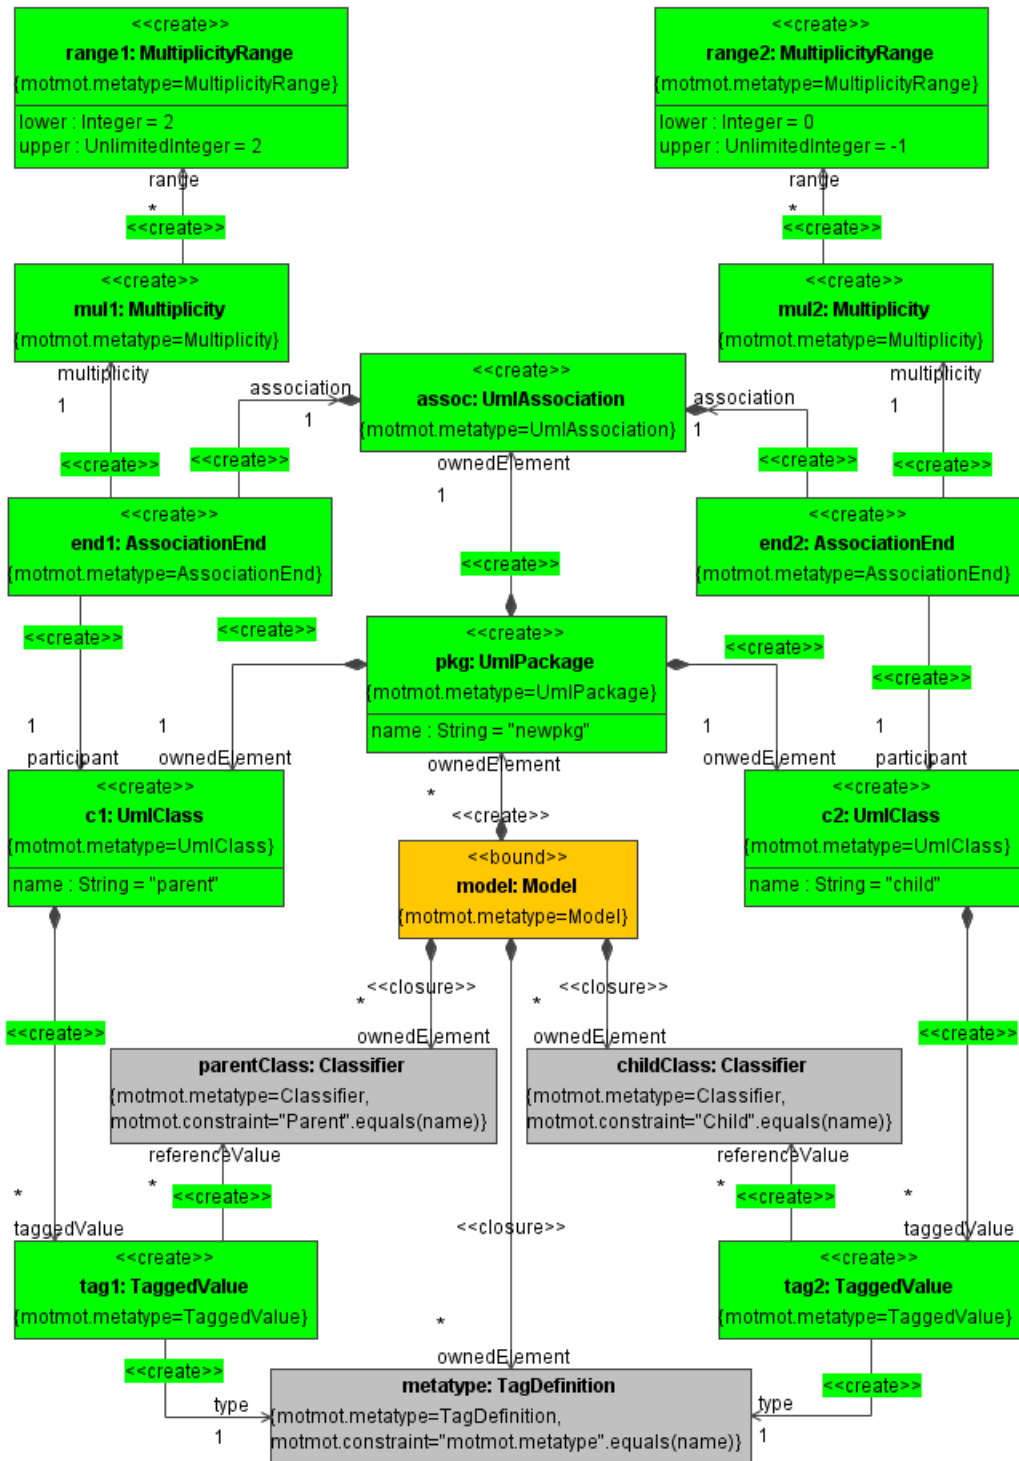 <<create>>
range1: MultiplicityRange
{motmot.metatype=MultiplicityRange}
lower : Integer = 2
upper : UnlimitedInteger = 2
<<create>>
range2: MultiplicityRange
{motmot.metatype=MultiplicityRange}
lower : Integer = 0
upper : UnlimitedInteger = -1
range
*
<<create>>
range
*
<<create>>
<<create>>
mul1: Multiplicity
{motmot.metatype=Multiplicity}
<<create>>
mul2: Multiplicity
{motmot.metatype=Multiplicity}
multiplicity
1
<<create>>
association
1
<<create>>
<<create>>
assoc: UmlAssociation
{motmot.metatype=UmlAssociation}
association
1
<<create>>
multiplicity
1
<<create>>
ownedElement
1
<<create>>
<<create>>
end1: AssociationEnd
{motmot.metatype=AssociationEnd}
<<create>>
end2: AssociationEnd
{motmot.metatype=AssociationEnd}
<<create>>
1
participant
<<create>>
1
ownedElement
<<create>>
pkg: UmlPackage
{motmot.metatype=UmlPackage}
name : String = "newpkg"
<<create>>
1
onwedElement
<<create>>
1
participant
ownedElement
*
<<create>>
<<create>>
c1: UmlClass
{motmot.metatype=UmlClass}
name : String = "parent"
<<bound>>
model: Model
{motmot.metatype=Model}
<<create>>
c2: UmlClass
{motmot.metatype=UmlClass}
name : String = "child"
<<closure>>
*
ownedElement
<<closure>>
*
ownedElement
<<create>>
<<create>>
parentClass: Classifier
{motmot.metatype=Classifier,
motmot.constraint="Parent".equals(name)}
childClass: Classifier
{motmot.metatype=Classifier,
motmot.constraint="Child".equals(name)}
referenceValue
*
<<create>>
referenceValue
*
<<create>>
*
taggedValue
<<closure>>
*
taggedValue
<<create>>
tag1: TaggedValue
{motmot.metatype=TaggedValue}
<<create>>
tag2: TaggedValue
{motmot.metatype=TaggedValue}
*
ownedElement
<<create>>
type
1
<<create>>
type
1
metatype: TagDefinition
{motmot.metatype=TagDefinition,
motmot.constraint="motmot.metatype".equals(name)}